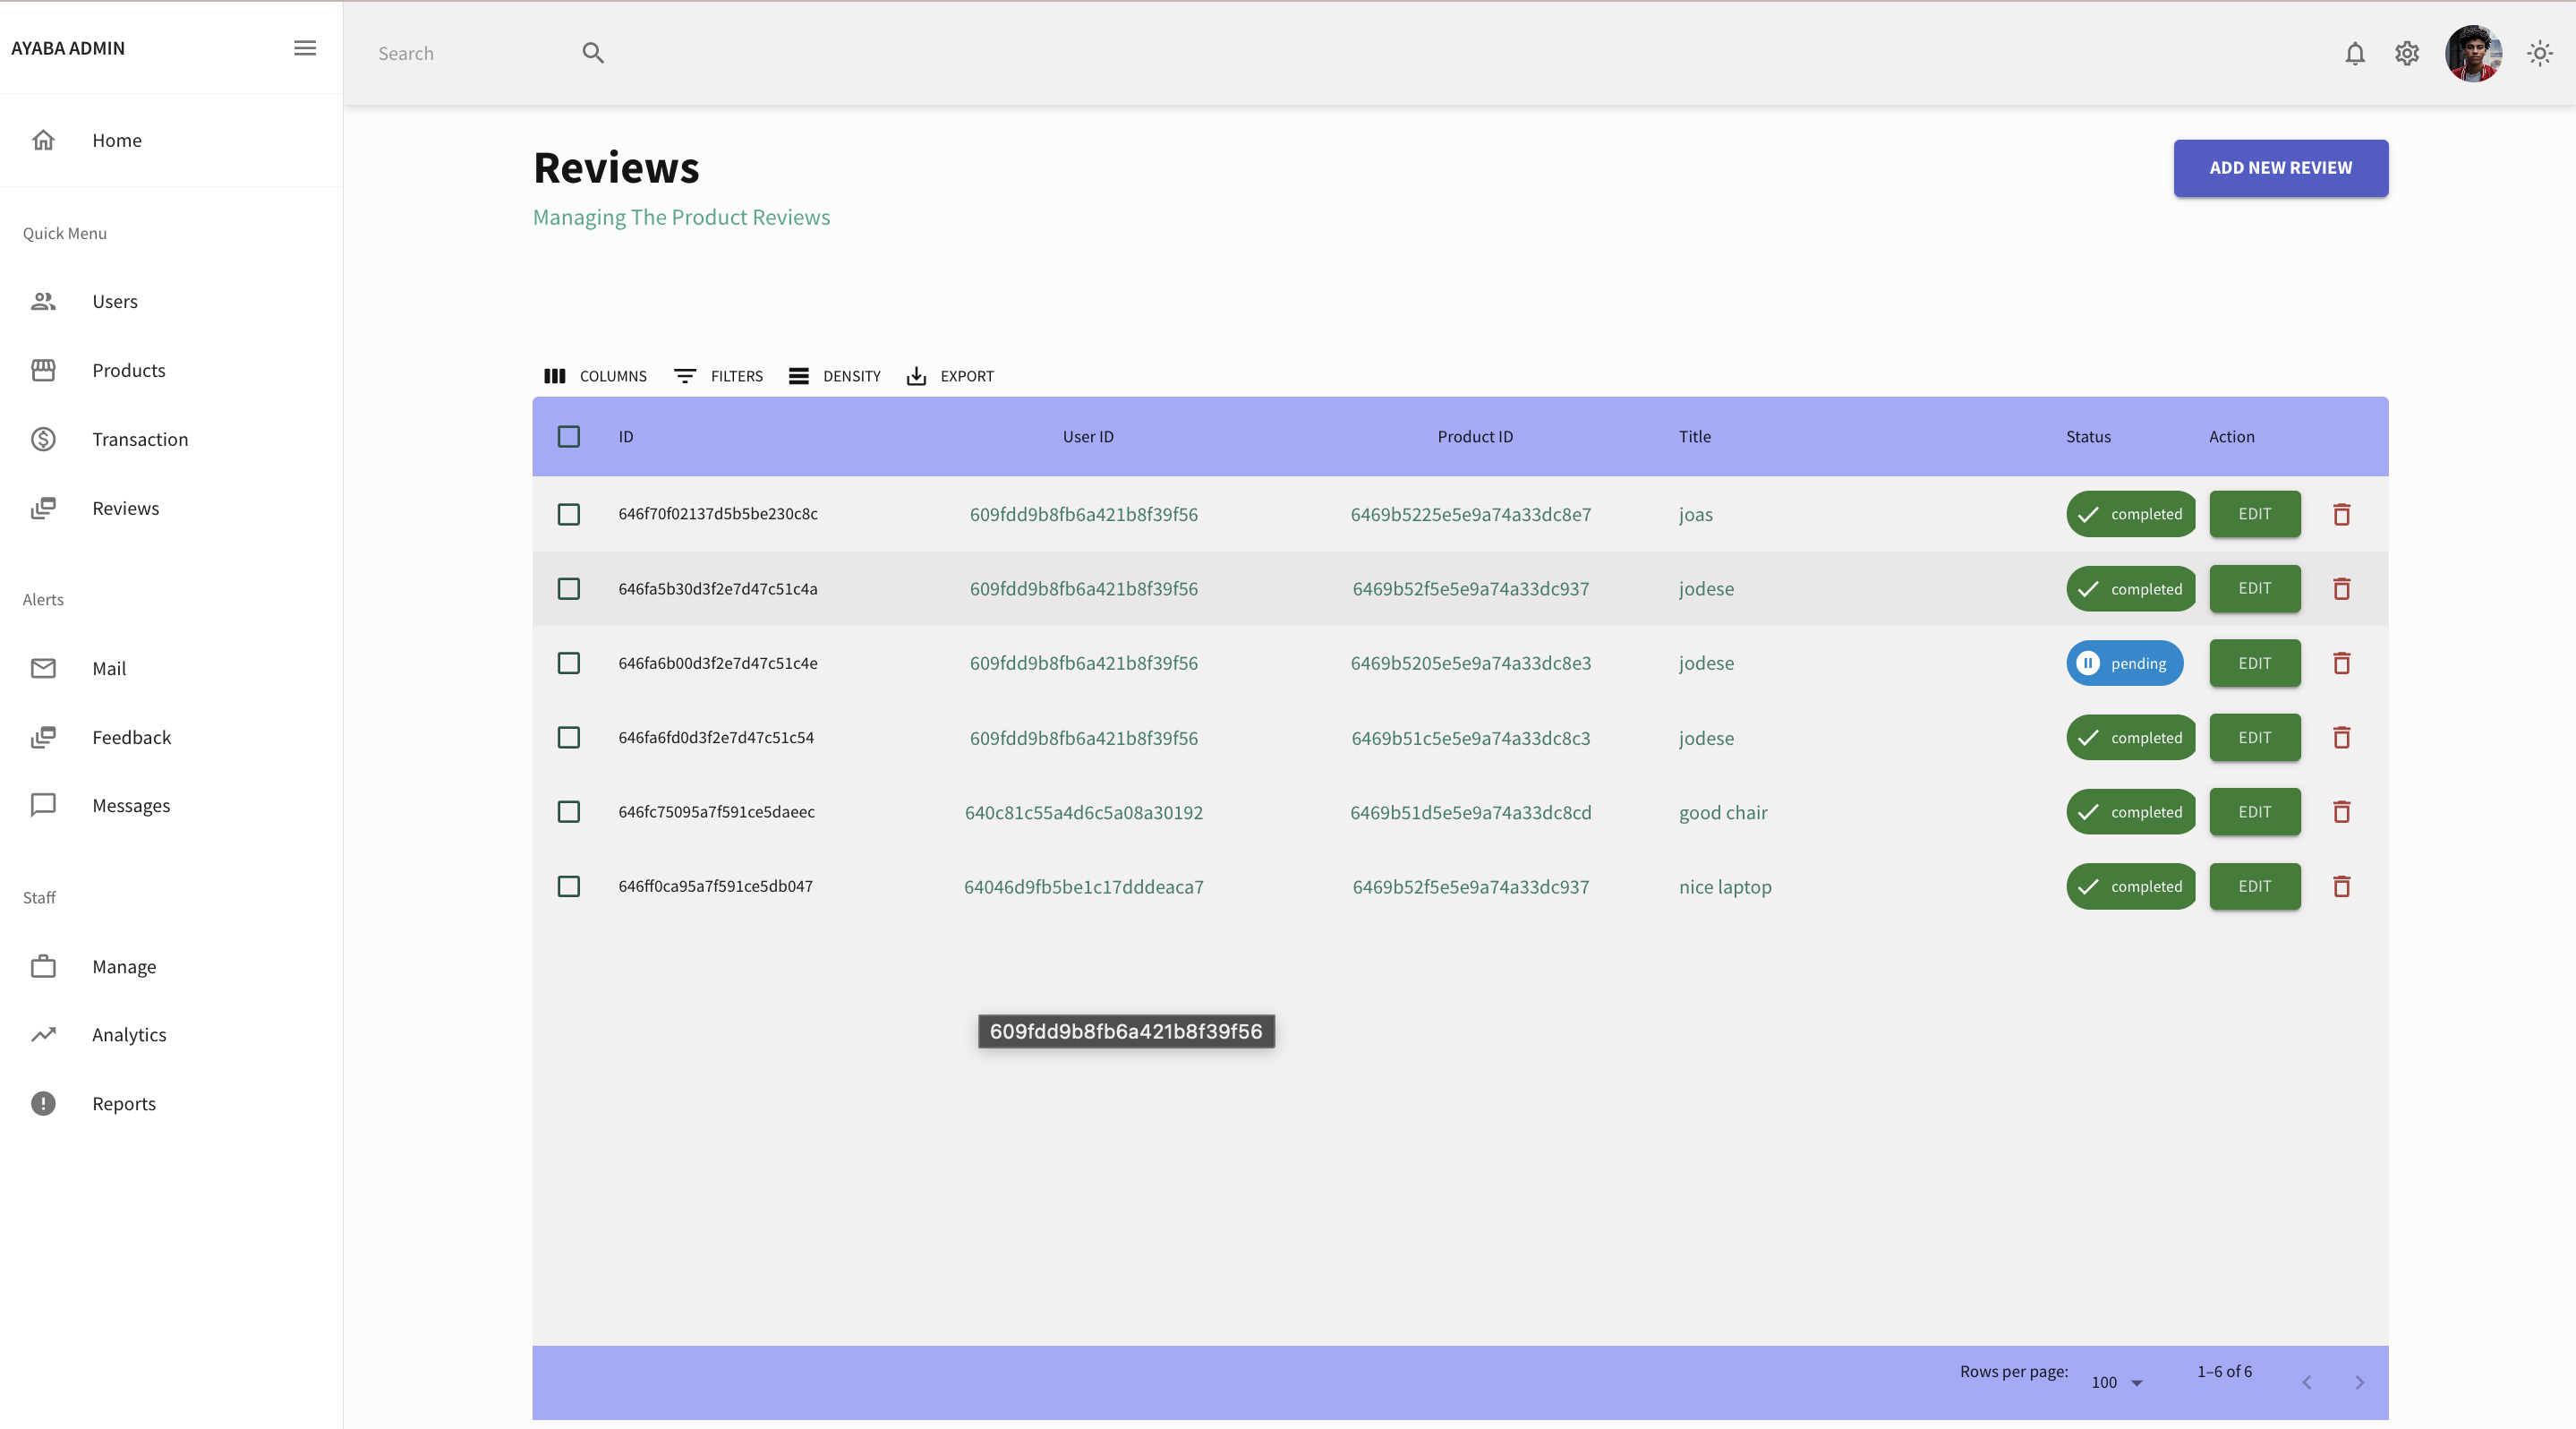 AYABA ADMIN
Search
Home
Quick Menu
Users
Products
Transaction
Reviews
Alerts
Mail
Feedback
Messages
Staff
Manage
Analytics
Reports
Reviews
ADD NEW REVIEW
Managing The Product Reviews
COLUMNS FILTERS DENSITY EXPORT
ID User ID Product ID Title Status Action
646f70f02137d5b5be230c8c 609fdd9b8fb6a421b8f39f56 6469b5225e5e9a74a33dc8e7 joas completed EDIT
646fa5b30d3f2e7d47c51c4a 609fdd9b8fb6a421b8f39f56 6469b52f5e5e9a74a33dc937 jodese completed EDIT
646fa6b00d3f2e7d47c51c4e 609fdd9b8fb6a421b8f39f56 6469b5205e5e9a74a33dc8e3 jodese pending EDIT
646fa6fd0d3f2e7d47c51c54 609fdd9b8fb6a421b8f39f56 6469b51c5e5e9a74a33dc8c3 jodese completed EDIT
646fc75095a7f591ce5daeec 640c81c55a4d6c5a08a30192 6469b51d5e5e9a74a33dc8cd good chair completed EDIT
646ff0ca95a7f591ce5db047 64046d9fb5be1c17dddeaca7 6469b52f5e5e9a74a33dc937 nice laptop completed EDIT
609fdd9b8fb6a421b8f39f56
Rows per page: 100 1–6 of 6